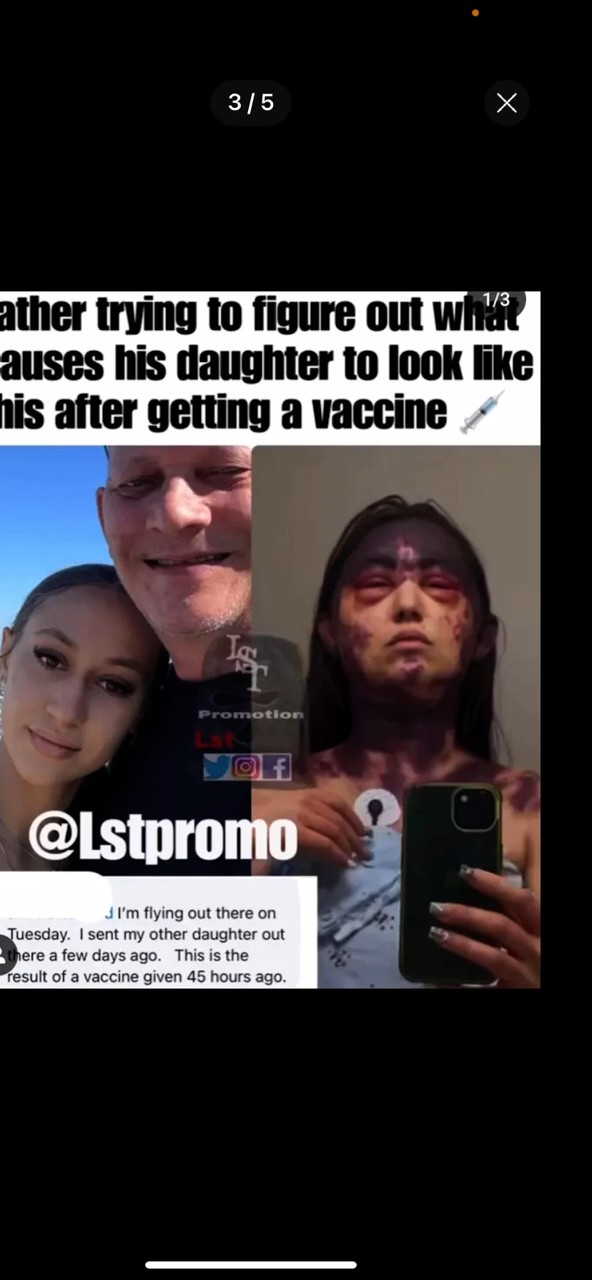 3/5
1/3
ather trying to figure out what
auses his daughter to look like
his after getting a vaccine
LST
Promotion
Lst
@Lstpromo
d I'm flying out there on
Tuesday. I sent my other daughter out
there a few days ago. This is the
result of a vaccine given 45 hours ago.